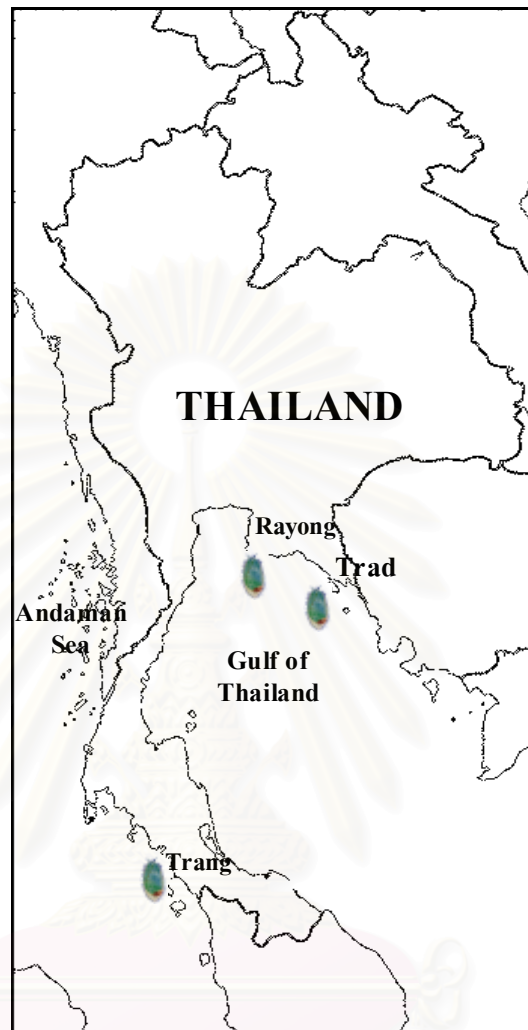 THAILAND
Rayong
Trad
Andaman
Sea
Gulf of
Thailand
Trang